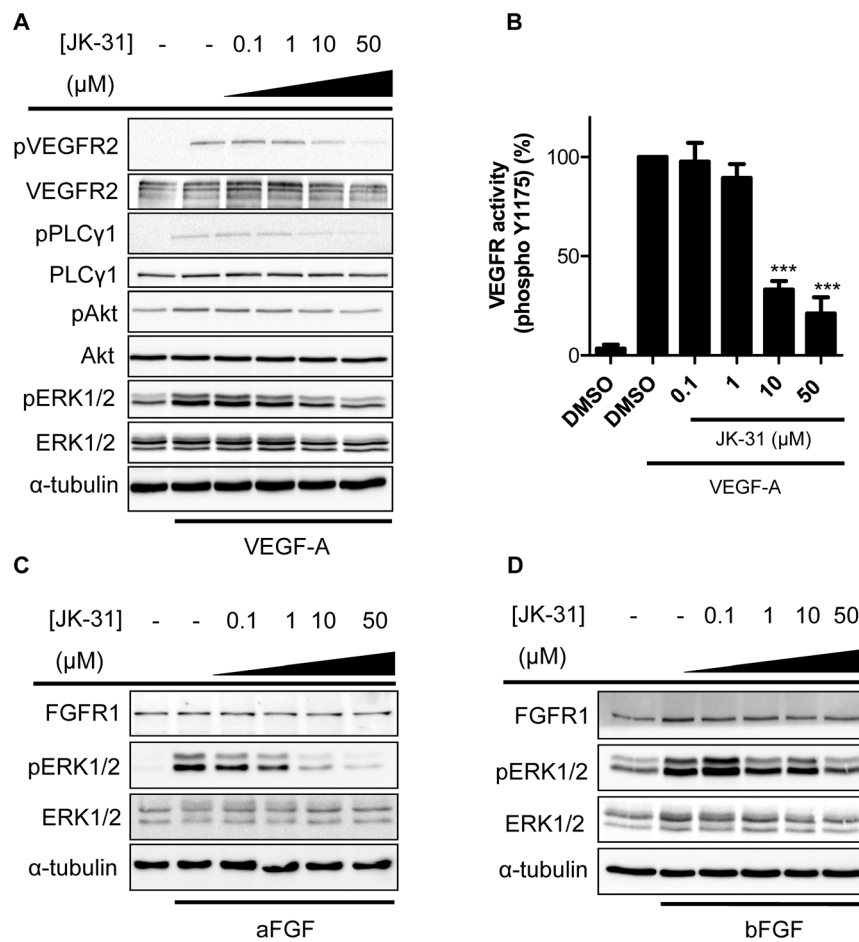 A
[JK-31] - - 0.1 1 10 50
(μM)
pVEGFR2
VEGFR2
pPLCγ1
PLCγ1
pAkt
Akt
pERK1/2
ERK1/2
α-tubulin
VEGF-A
B
VEGFR activity
(phospho Y1175) (%)
100
50
0
*** ***
DMSO DMSO 0.1 1 10 50
JK-31 (μM)
VEGF-A
C
[JK-31] - - 0.1 1 10 50
(μM)
FGFR1
pERK1/2
ERK1/2
α-tubulin
aFGF
D
[JK-31] - - 0.1 1 10 50
(μM)
FGFR1
pERK1/2
ERK1/2
α-tubulin
bFGF